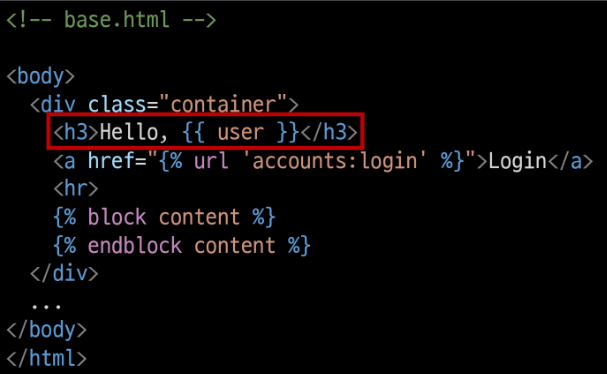 <!-- base.html -->
<body>
<div class="container">
<h3>Hello, {{ user }}</h3>
<a href="{% url 'accounts:login' %}">Login</a>
<hr>
{% block content %}
{% endblock content %}
</div>
...
</body>
</html>